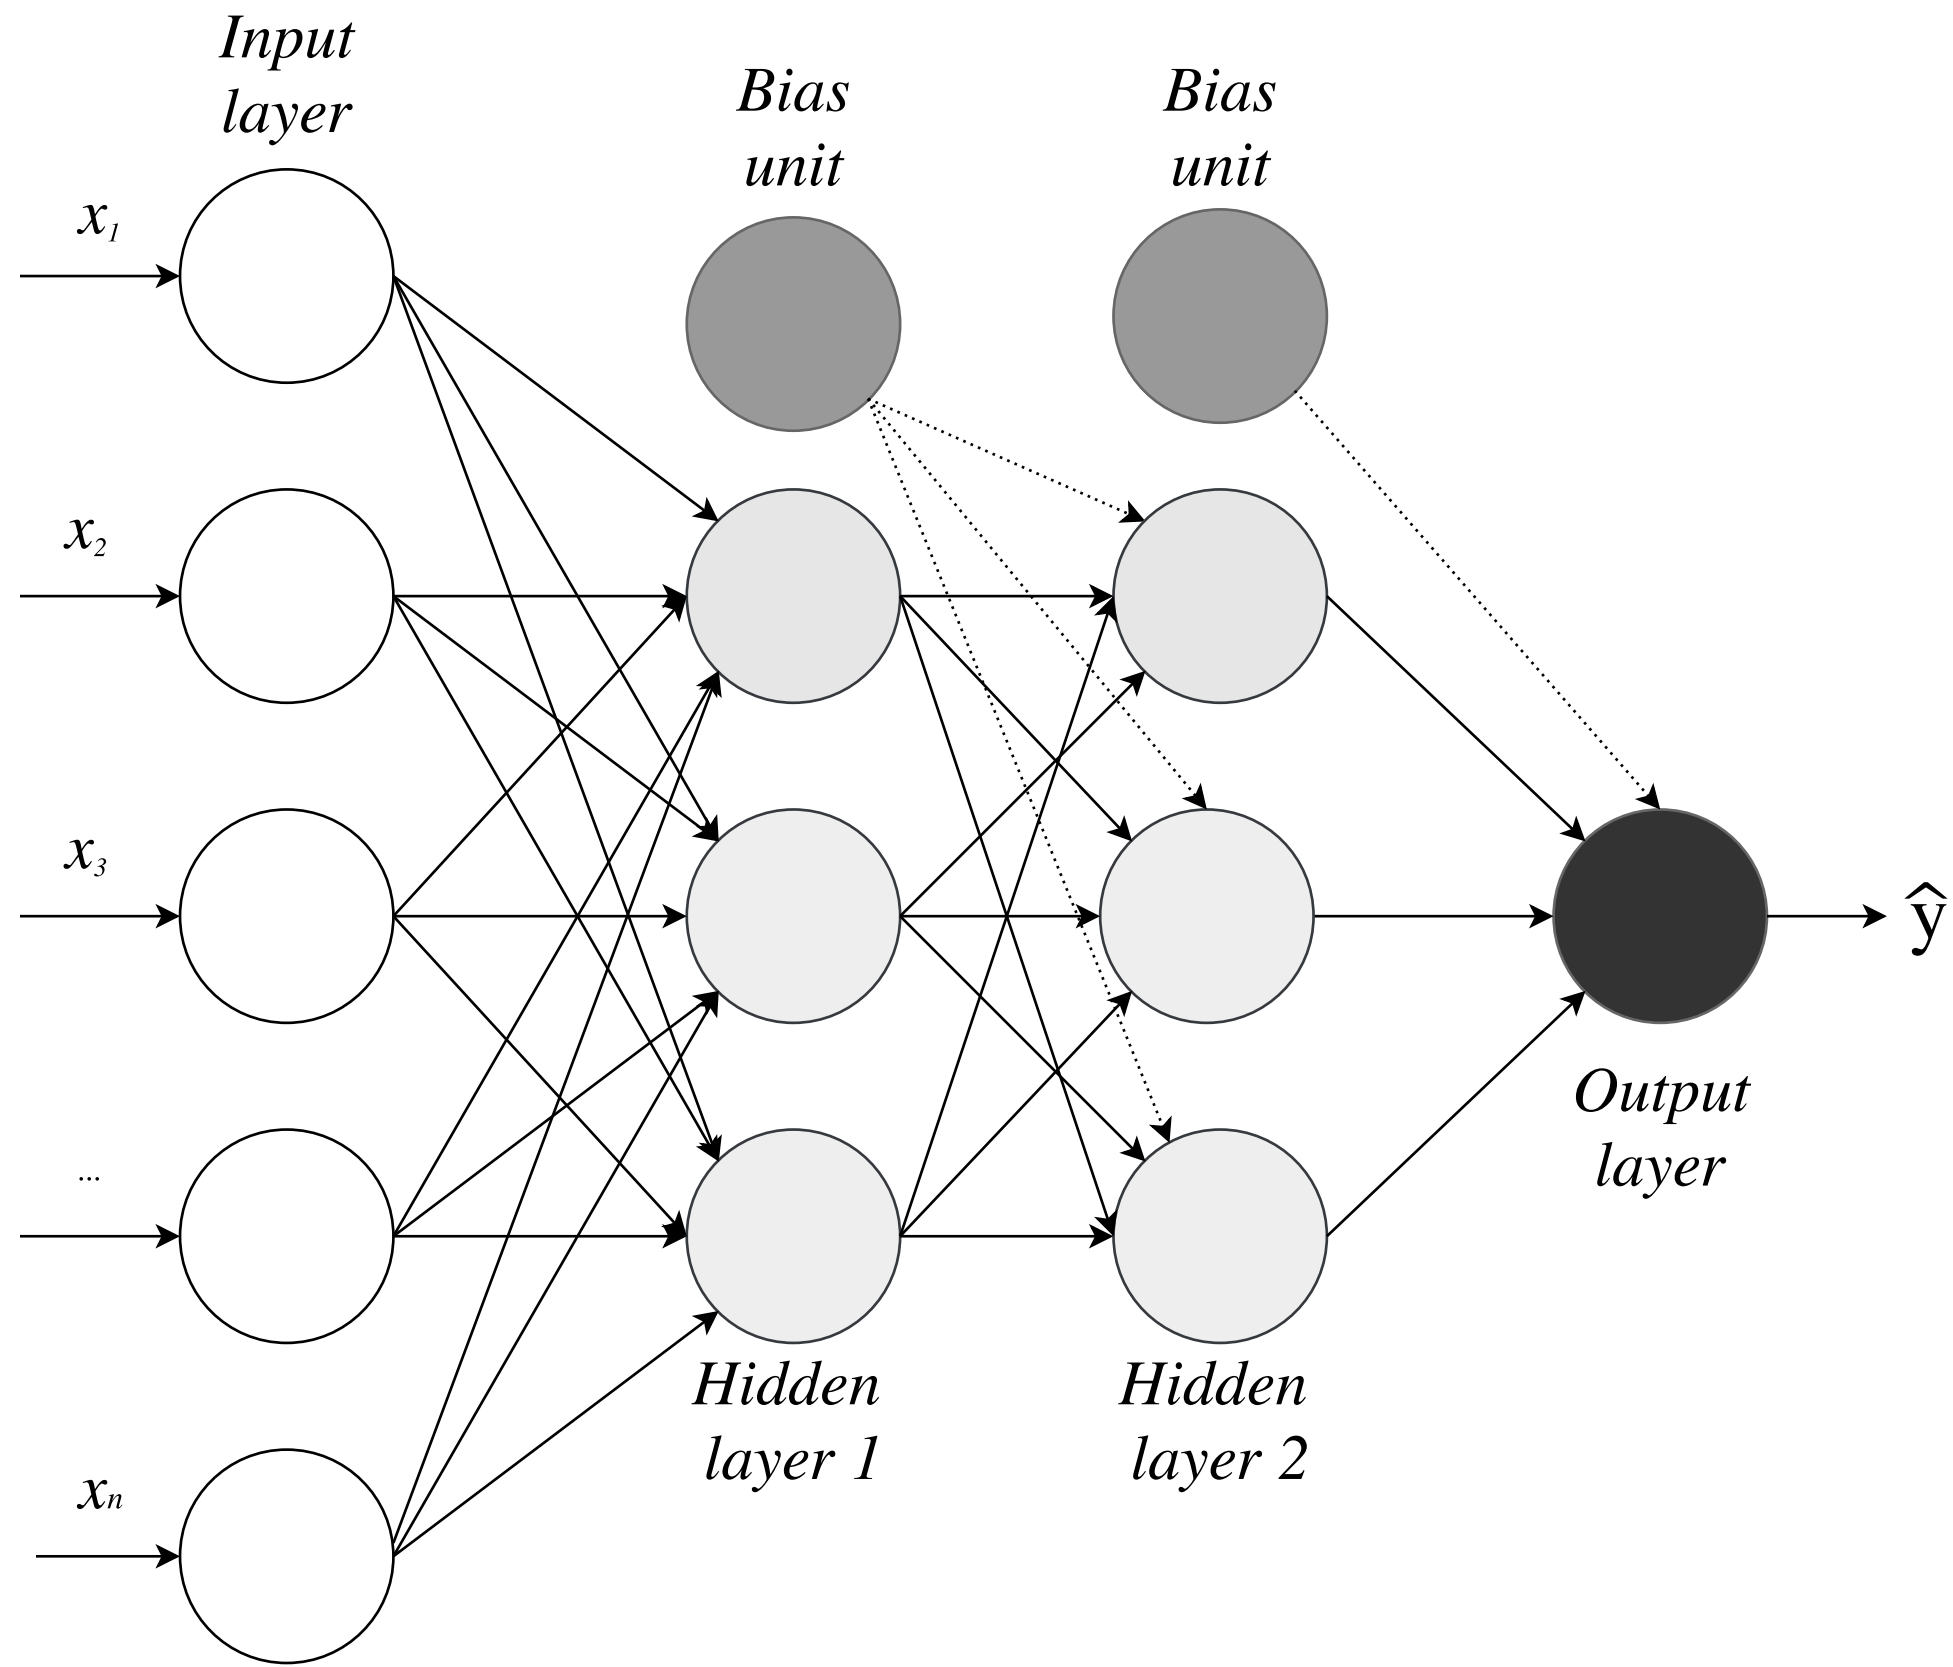 Input
layer
Bias
unit
Bias
unit
x1
x2
x3
...
xn
ŷ
Output
layer
Hidden
layer 1
Hidden
layer 2